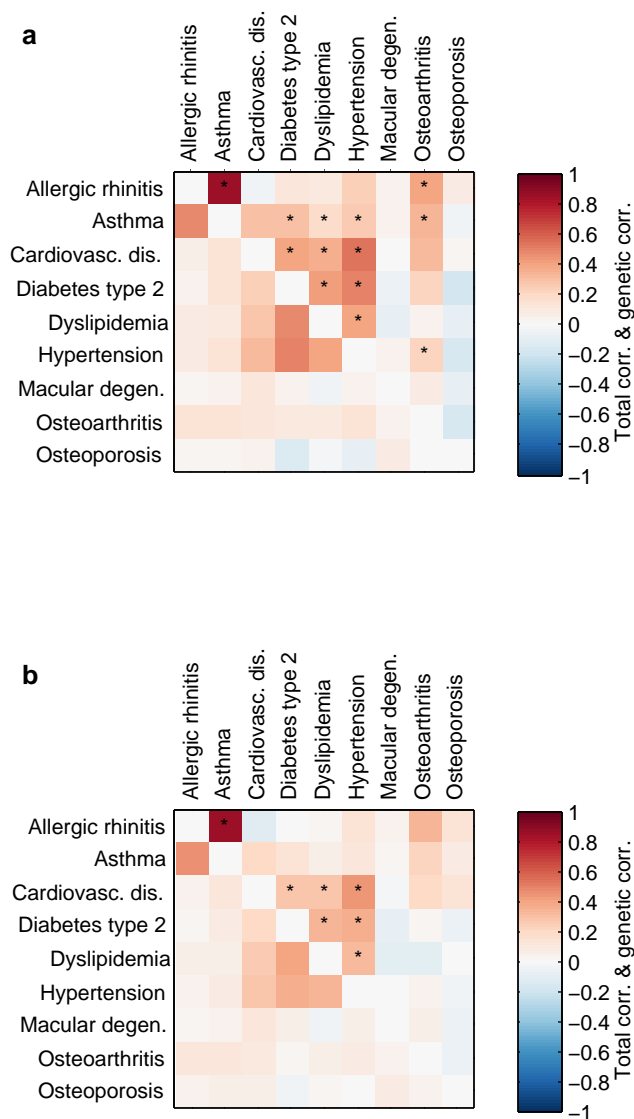 a
Allergic rhinitis
Asthma
Cardiovasc. dis.
Diabetes type 2
Dyslipidemia
Hypertension
Macular degen.
Osteoarthritis
Osteoporosis
Allergic rhinitis
Asthma
Cardiovasc. dis.
Diabetes type 2
Dyslipidemia
Hypertension
Macular degen.
Osteoarthritis
Osteoporosis
*
*
*
*
*
*
*
*
*
*
*
*
*
*
1
0.8
0.6
0.4
0.2
0
−0.2
−0.4
−0.6
−0.8
−1
Total corr. & genetic corr.
b
Allergic rhinitis
Asthma
Cardiovasc. dis.
Diabetes type 2
Dyslipidemia
Hypertension
Macular degen.
Osteoarthritis
Osteoporosis
Allergic rhinitis
Asthma
Cardiovasc. dis.
Diabetes type 2
Dyslipidemia
Hypertension
Macular degen.
Osteoarthritis
Osteoporosis
*
*
*
*
*
*
*
1
0.8
0.6
0.4
0.2
0
−0.2
−0.4
−0.6
−0.8
−1
Total corr. & genetic corr.